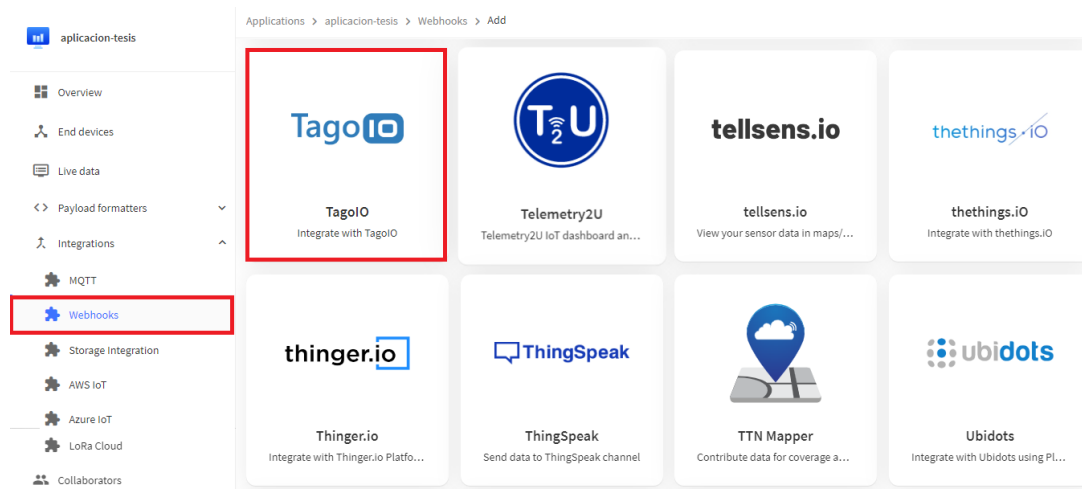 Applications > aplicacion-tesis > Webhooks > Add
aplicacion-tesis
Overview
End devices
Live data
<> Payload formatters
Integrations
MQTT
Webhooks
Storage Integration
AWS IoT
Azure IoT
LoRa Cloud
Collaborators
Tago IO
TagoIO
Integrate with TagoIO
T2U
Telemetry2U
Telemetry2U IoT dashboard an...
tellsens.io
tellsens.io
View your sensor data in maps/...
thethings.iO
thethings.iO
Integrate with thethings.iO
thinger.io
Thinger.io
Integrate with Thinger.io Platfo...
ThingSpeak
ThingSpeak
Send data to ThingSpeak channel
TTN Mapper
Contribute data for coverage a...
ubidots
Ubidots
Integrate with Ubidots using Pl...